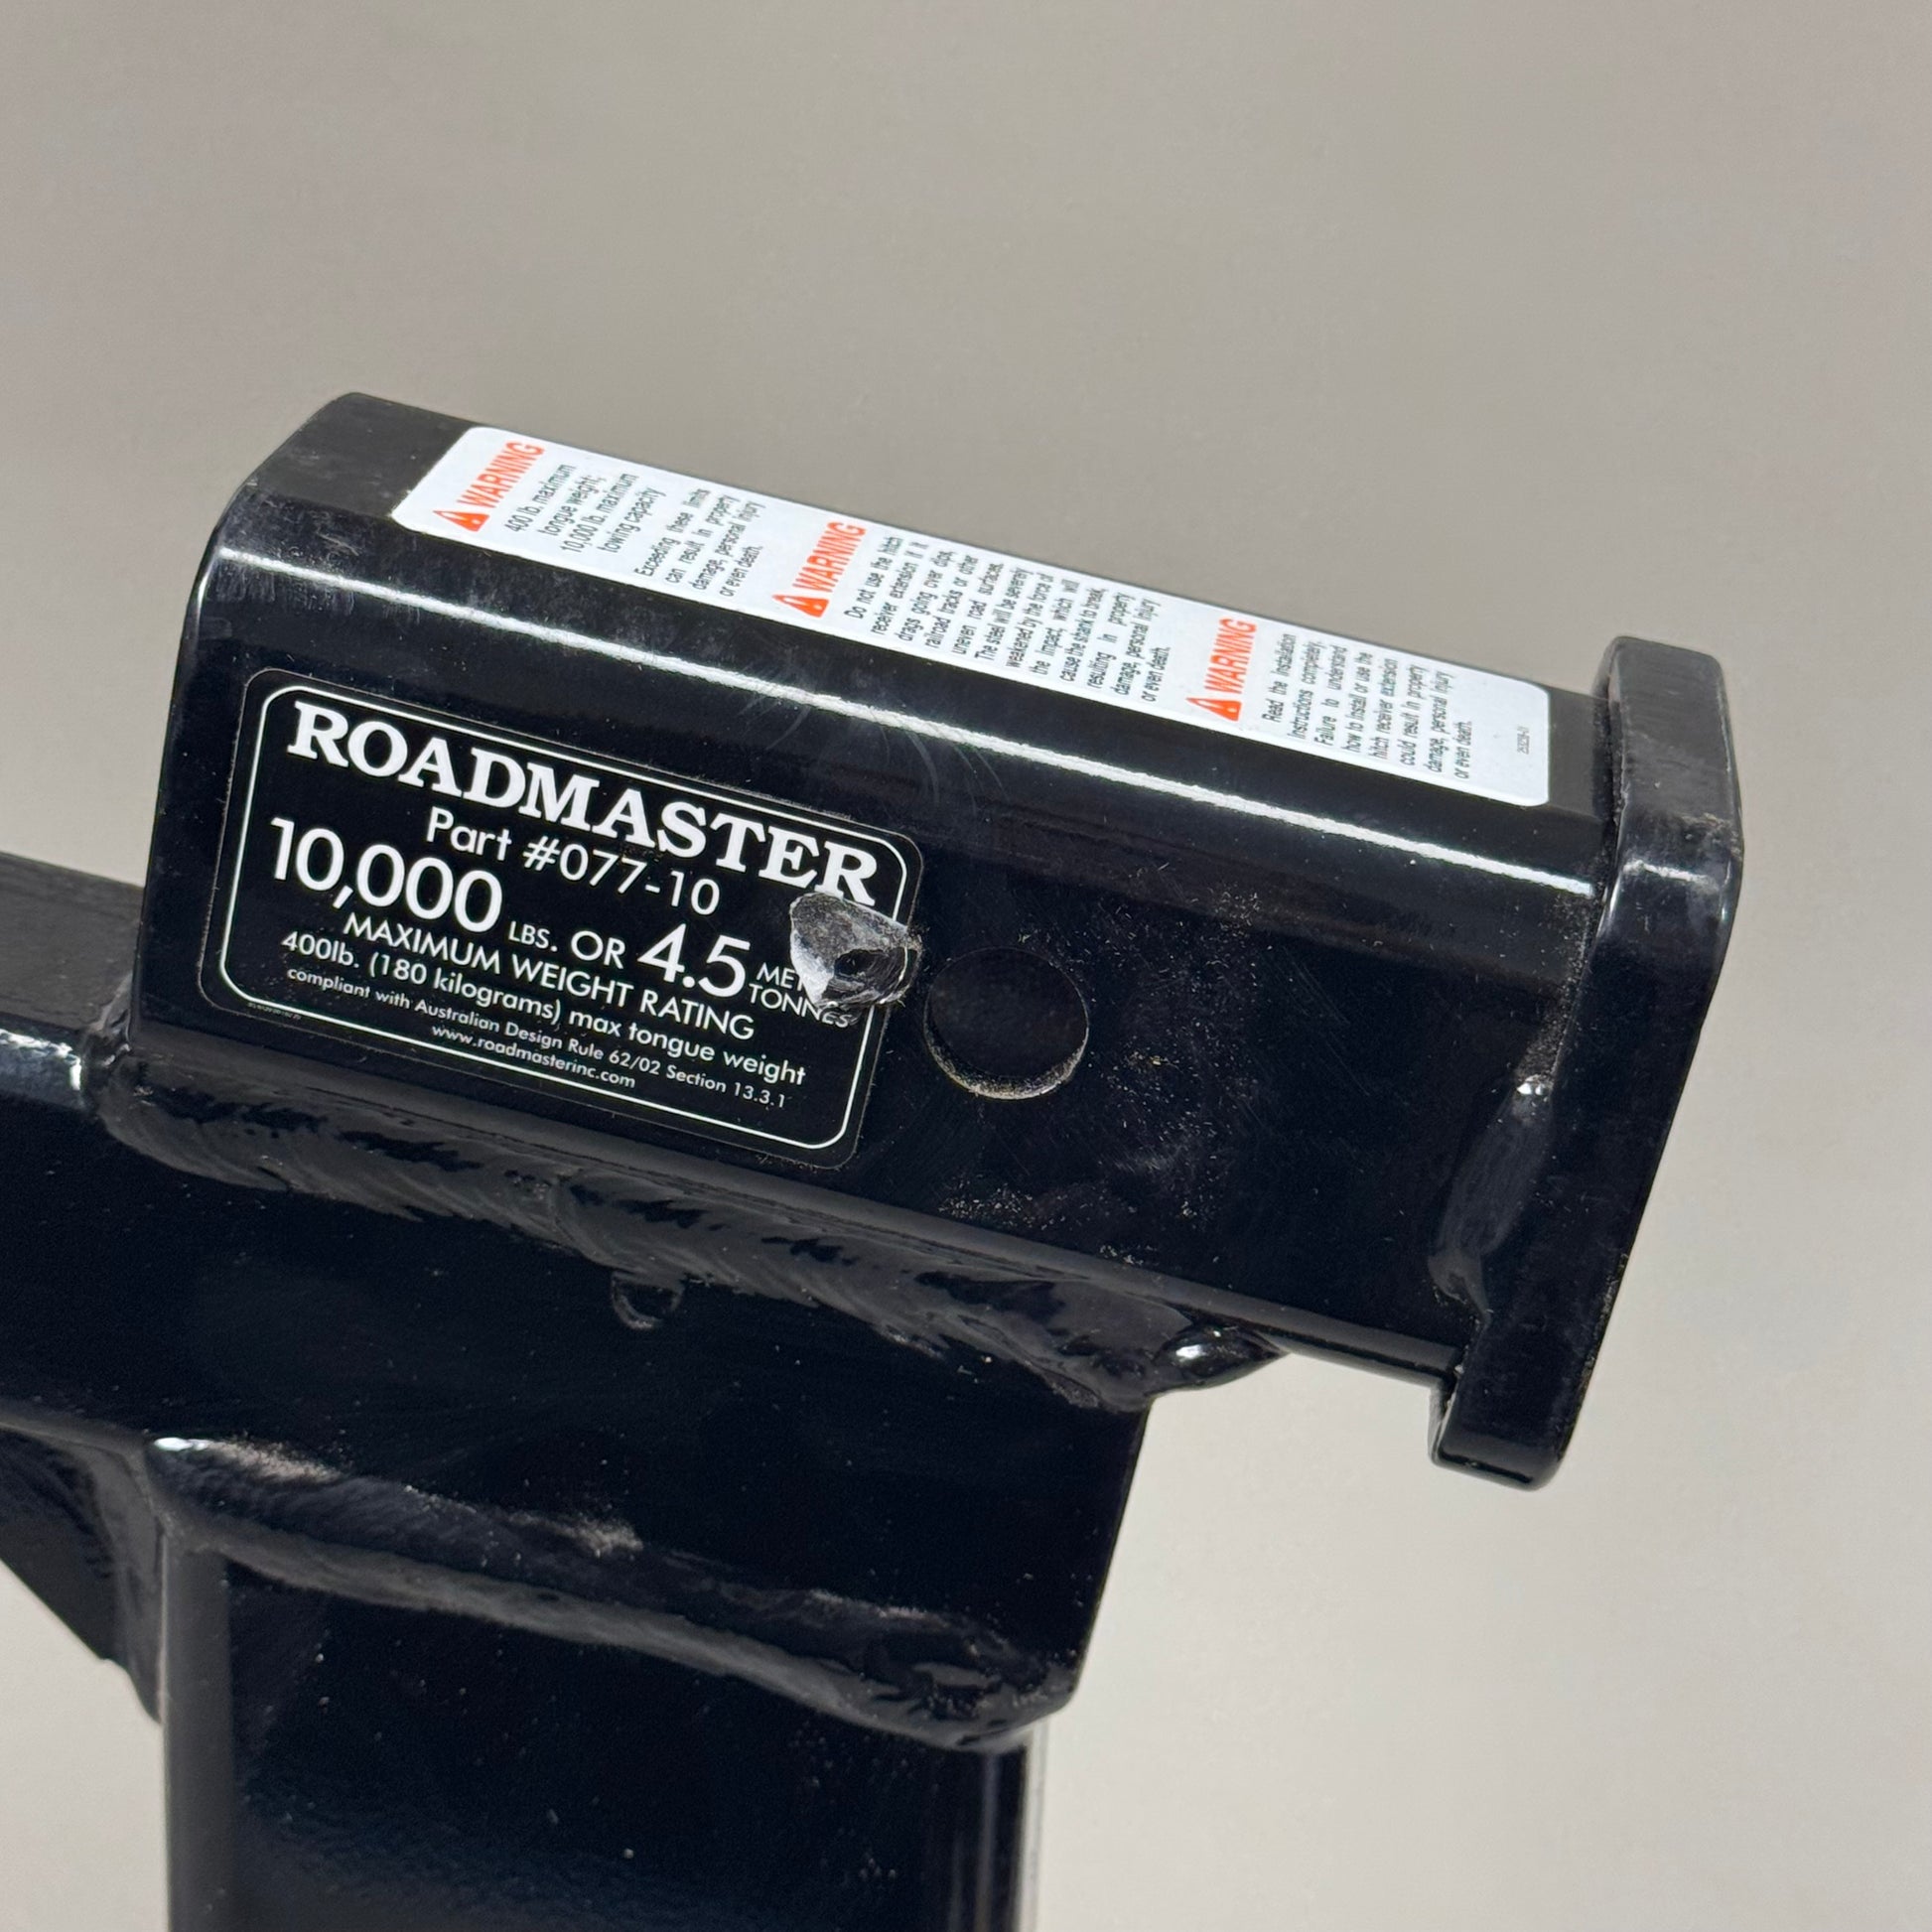 WARNING
400 lb. maximum
tongue weight;
10,000 lb. maximum
towing capacity
Exceeding these limits
can result in property
damage, personal injury
or even death.
WARNING
Do not use the hitch
receiver extension if it
drags going over dips,
railroad tracks or other
uneven road surfaces.
The steel will be severely
weakened by the force of
the impact, which will
cause the shank to break,
resulting in property
damage, personal injury
or even death.
WARNING
Read the Installation
Instructions completely.
Failure to understand
how to install or use the
hitch receiver extension
could result in property
damage, personal injury
or even death.
ROADMASTER
Part #077-10
10,000 LBS. OR 4.5
TONNES
MAXIMUM WEIGHT RATING
400lb. (180 kilograms) max tongue weight
compliant with Australian Design Rule 62/02 Section 13.3.1
www.roadmasterinc.com